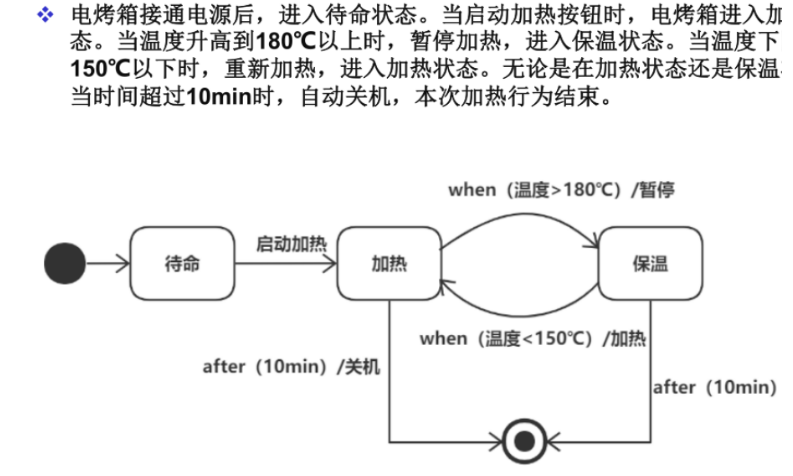 电烤箱接通电源后，进入待命状态。当启动加热按钮时，电烤箱进入加
态。当温度升高到180℃以上时，暂停加热，进入保温状态。当温度下
150℃以下时，重新加热，进入加热状态。无论是在加热状态还是保温
当时间超过10min时，自动关机，本次加热行为结束。
when（温度>180℃）/暂停
启动加热
待命
加热
保温
when（温度<150℃）/加热
after（10min）/关机
after（10min）